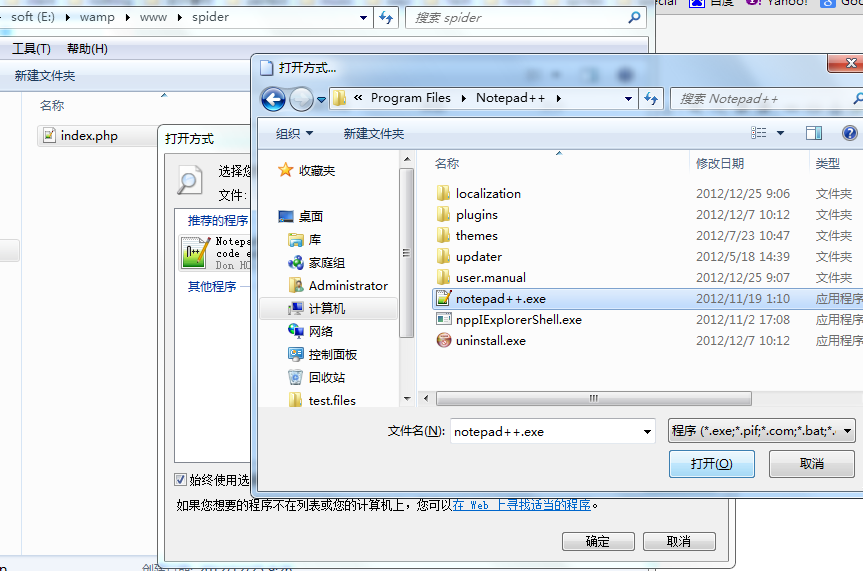 soft (E:) ▸ wamp ▸ www ▸ spider
搜索 spider
百度
Yahoo!
工具(T) 帮助(H)
新建文件夹
名称
index.php
打开方式
文件:
推荐的程序
code e
Don HO
其他程序
始终使用选
如果您想要的程序不在列表或您的计算机上，您可以在 Web 上寻找适当的程序。
确定 取消
打开方式...
« Program Files ▸ Notepad++ ▸
搜索 Notepad++
组织 新建文件夹
收藏夹
桌面
库
家庭组
Administrator
计算机
网络
控制面板
回收站
test.files
名称 修改日期 类型
localization 2012/12/25 9:06 文件夹
plugins 2012/12/7 10:12 文件夹
themes 2012/7/23 10:47 文件夹
updater 2012/5/18 14:39 文件夹
user.manual 2012/12/25 9:07 文件夹
notepad++.exe 2012/11/19 1:10 应用程序
nppIExplorerShell.exe 2012/11/2 17:08 应用程序
uninstall.exe 2012/12/7 10:12 应用程序
文件名(N): notepad++.exe
程序 (*.exe;*.pif;*.com;*.bat;*.
打开(O) 取消